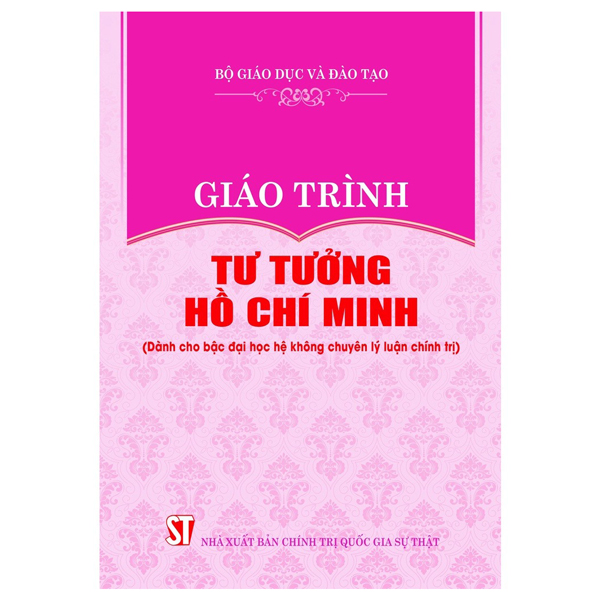 BỘ GIÁO DỤC VÀ ĐÀO TẠO
GIÁO TRÌNH
TƯ TƯỞNG
HỒ CHÍ MINH
(Dành cho bậc đại học hệ không chuyên lý luận chính trị)
ST
NHÀ XUẤT BẢN CHÍNH TRỊ QUỐC GIA SỰ THẬT